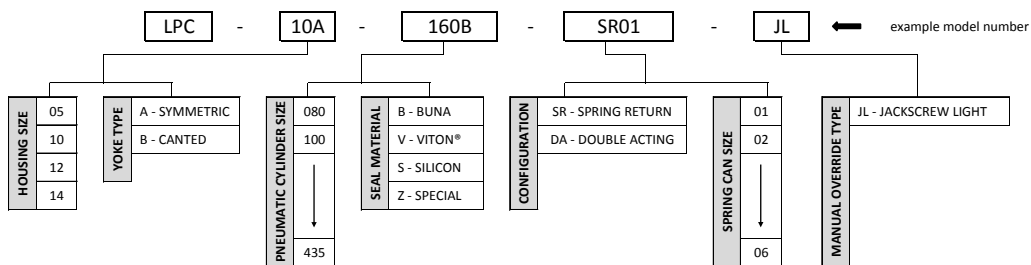 LPC - 10A - 160B - SR01 - JL example model number
HOUSING SIZE
05
10
12
14
YOKE TYPE
A - SYMMETRIC
B - CANTED
PNEUMATIC CYLINDER SIZE
080
100
435
SEAL MATERIAL
B - BUNA
V - VITON®
S - SILICON
Z - SPECIAL
CONFIGURATION
SR - SPRING RETURN
DA - DOUBLE ACTING
SPRING CAN SIZE
01
02
06
MANUAL OVERRIDE TYPE
JL - JACKSCREW LIGHT